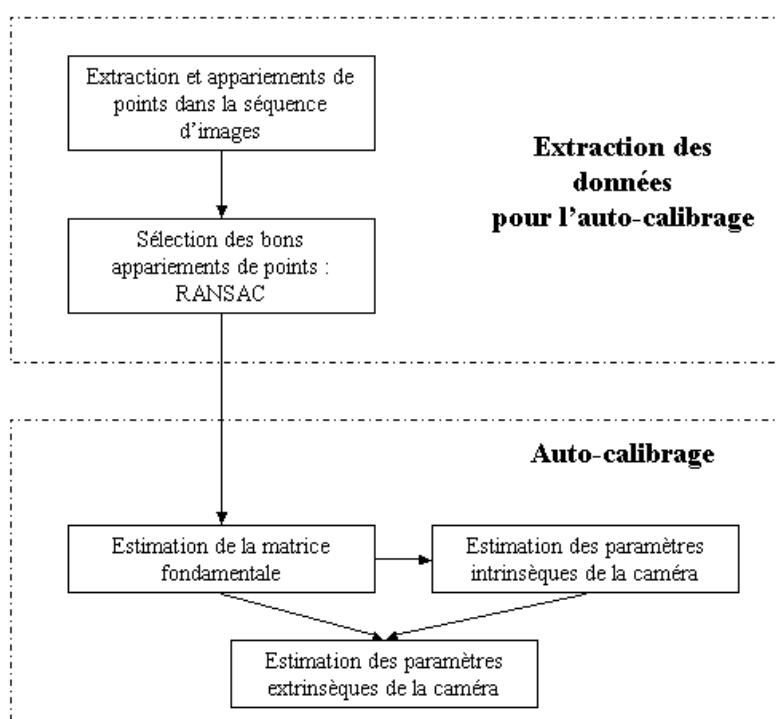 Extraction et appariements de
points dans la séquence
d'images
Extraction des
données
pour l'auto-calibrage
Sélection des bons
appariements de points :
RANSAC
Auto-calibrage
Estimation de la matrice
fondamentale
Estimation des paramètres
intrinsèques de la caméra
Estimation des paramètres
extrinsèques de la caméra